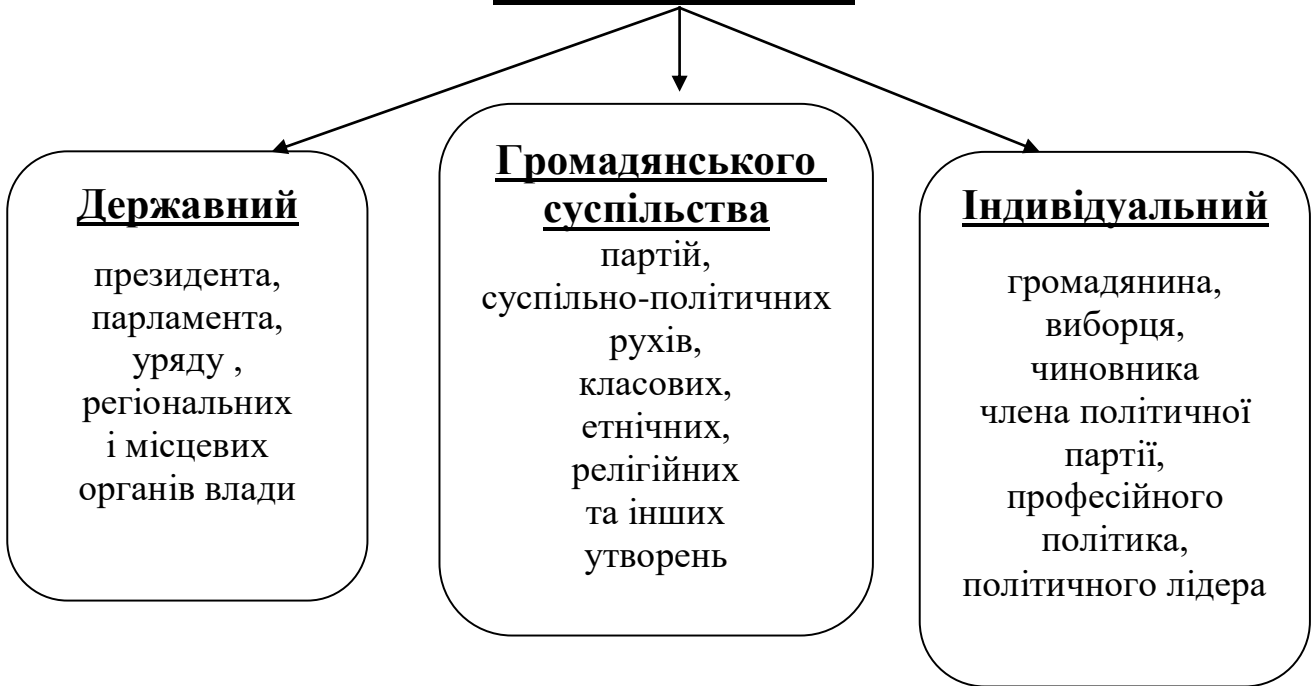 Державний
президента,
парламента,
уряду ,
регіональних
і місцевих
органів влади
Громадянського
суспільства
партій,
суспільно-політичних
рухів,
класових,
етнічних,
релігійних
та інших
утворень
Індивідуальний
громадянина,
виборця,
чиновника
члена політичної
партії,
професійного
політика,
політичного лідера